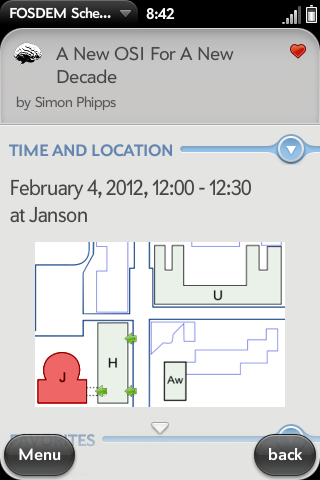 FOSDEM Sche... 8:42
A New OSI For A New
Decade
by Simon Phipps
TIME AND LOCATION
February 4, 2012, 12:00 - 12:30
at Janson
U
J H
Aw
FAVORITES
Menu back